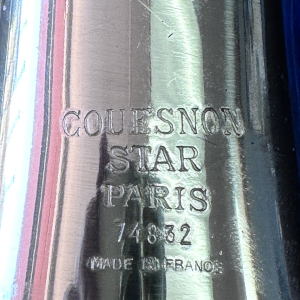 COUESNON
STAR
PARIS
74832
MADE IN FRANCE